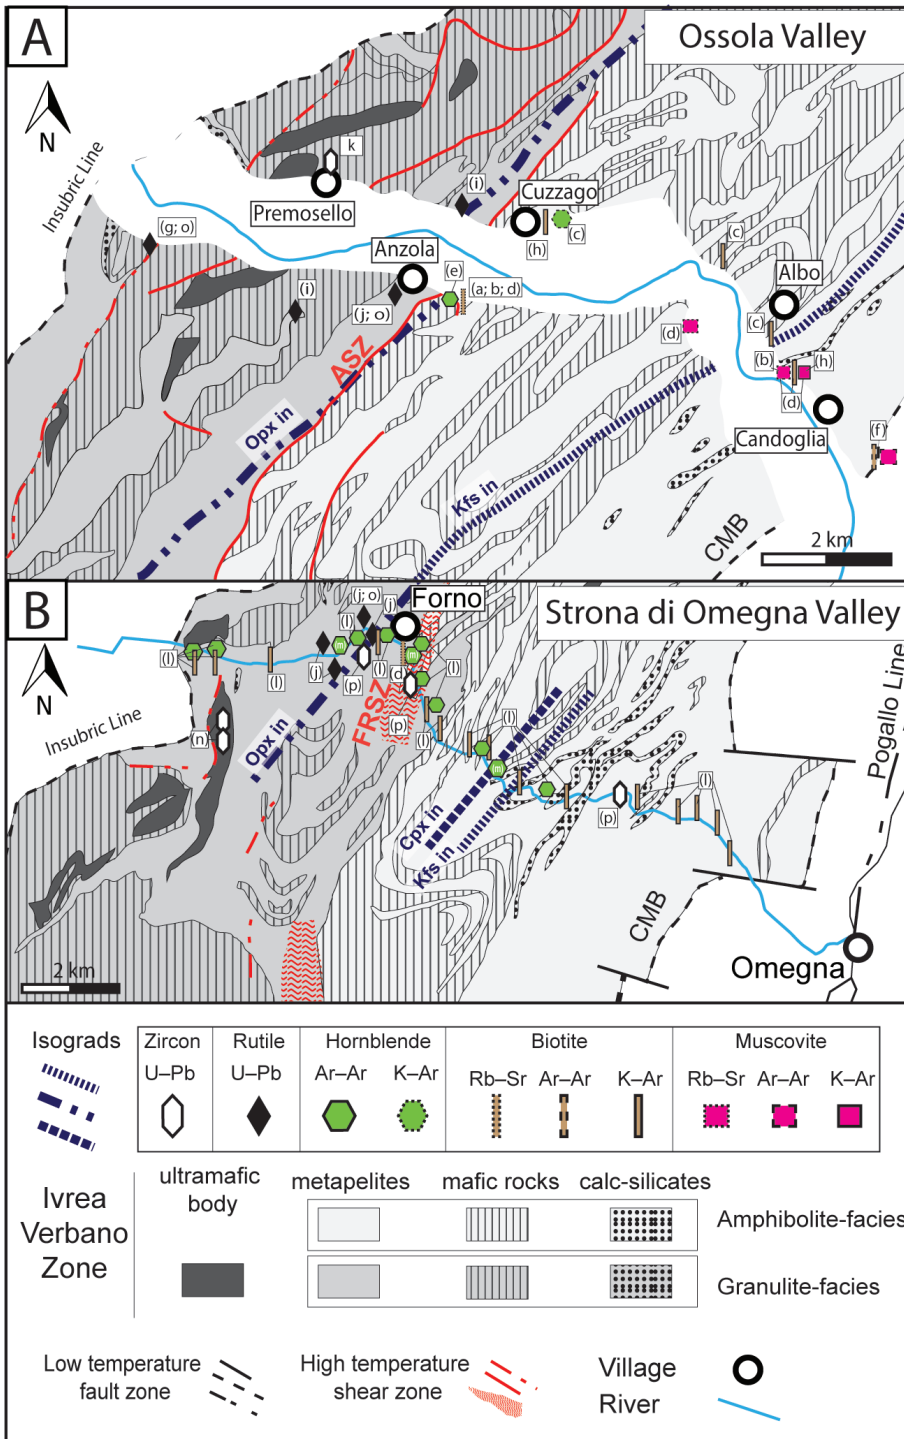 A
Ossola Valley
N
Insubric Line
k
Premosello
(i)
Cuzzago
(h)
(c)
(c)
(g; o)
Anzola
(e)
(a; b; d)
Albo
(i)
(j; o)
(c)
(d)
(b)
(h)
(d)
ASZ
Opx in
Candoglia
(f)
Kfs in
CMB
2 km
B
Strona di Omegna Valley
(j; o)
(j)
Forno
N
(l)
(m)
(m)
(l)
(l)
(j)
(p)
(l)
(d)
(l)
Insubric Line
(n)
Opx in
FRSZ
(p)
(l)
(l)
(m)
Pogallo Line
(l)
(p)
Cpx in
Kfs in
CMB
Omegna
2 km
Isograds
Zircon
Rutile
Hornblende
Biotite
Muscovite
U–Pb
U–Pb
Ar–Ar
K–Ar
Rb–Sr
Ar–Ar
K–Ar
Rb–Sr
Ar–Ar
K–Ar
Ivrea
Verbano
Zone
ultramafic
body
metapelites
mafic rocks
calc-silicates
Amphibolite-facies
Granulite-facies
Low temperature
fault zone
High temperature
shear zone
Village
River